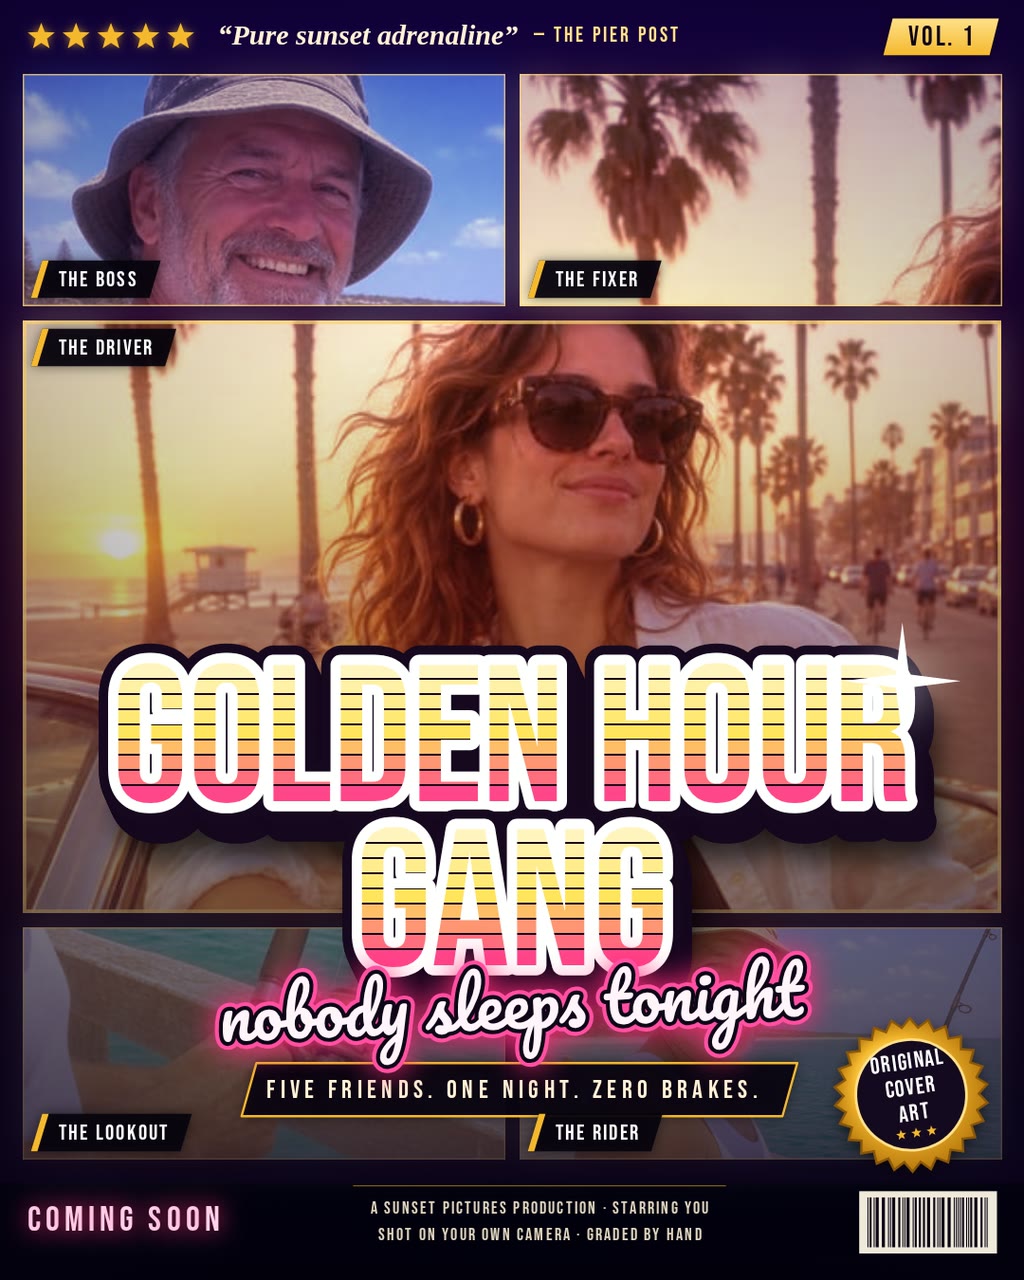 “Pure sunset adrenaline” – THE PIER POST
VOL. 1
THE BOSS
THE FIXER
THE DRIVER
GOLDEN HOUR
GANG
nobody sleeps tonight
FIVE FRIENDS. ONE NIGHT. ZERO BRAKES.
THE LOOKOUT
THE RIDER
ORIGINAL
COVER
ART
COMING SOON
A SUNSET PICTURES PRODUCTION · STARRING YOU
SHOT ON YOUR OWN CAMERA · GRADED BY HAND